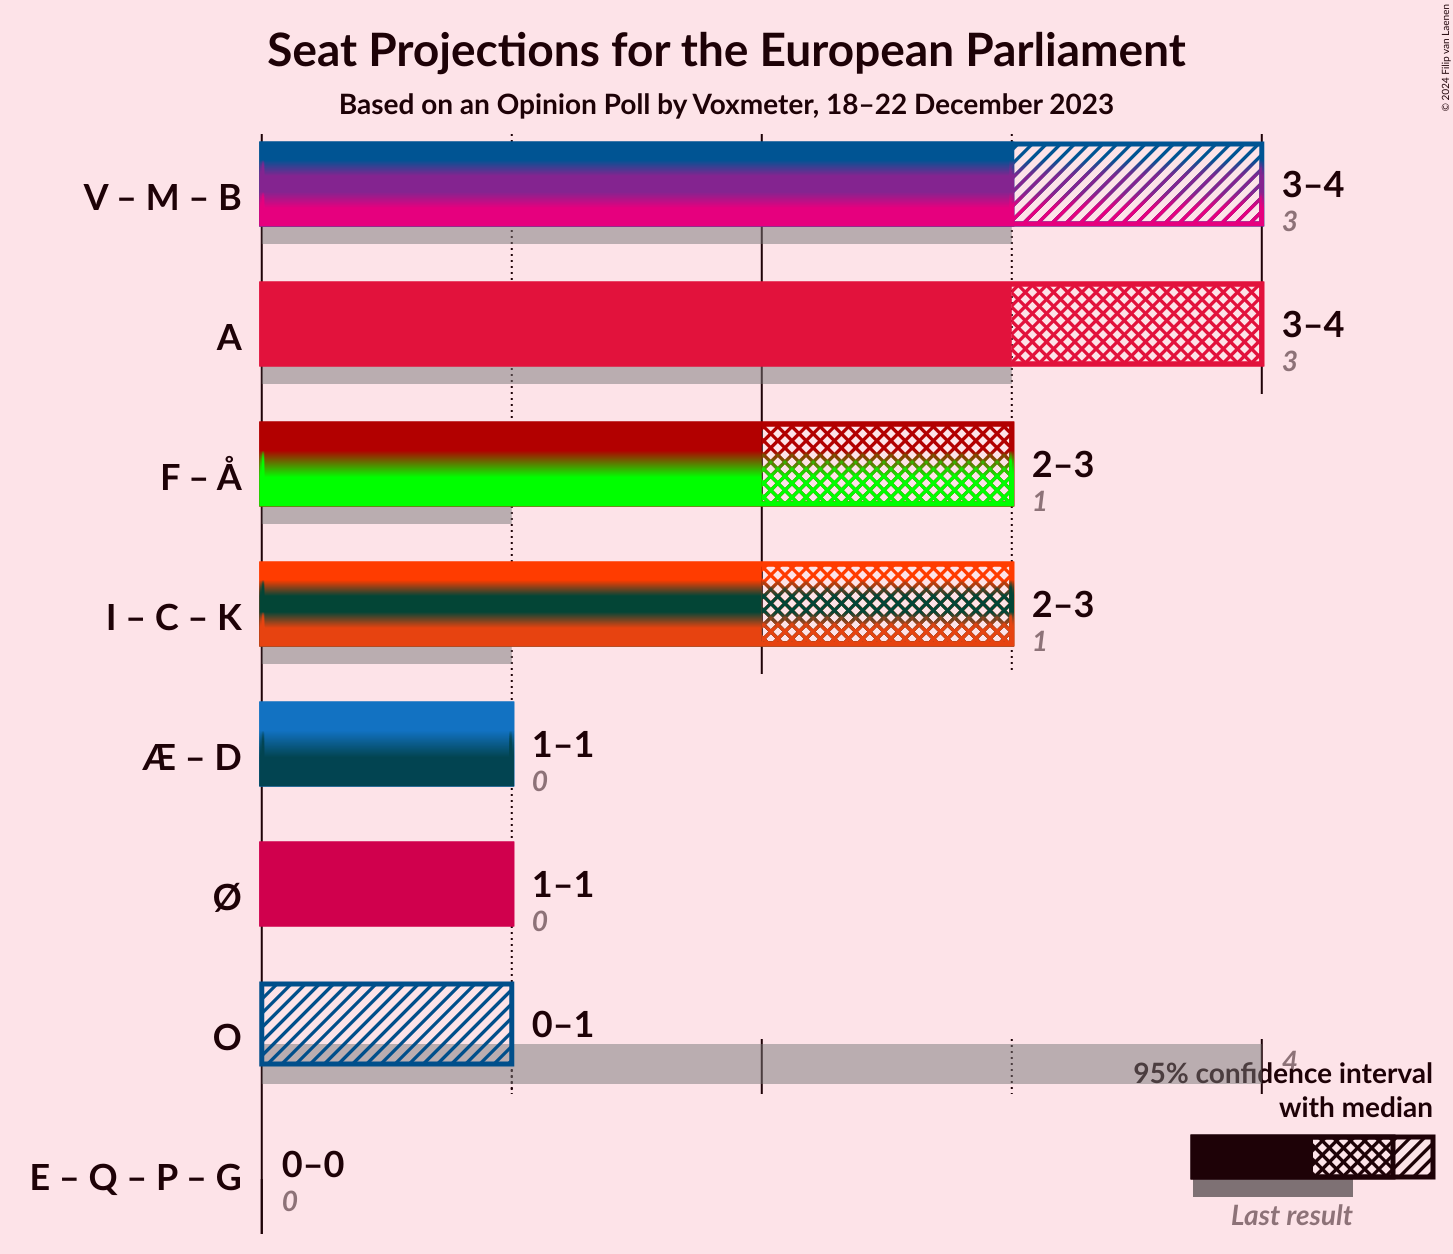 Seat Projections for the European Parliament
Based on an Opinion Poll by Voxmeter, 18–22 December 2023
© 2024 Filip van Laenen
V – M – B
3–4
3
A
3–4
3
F – Å
2–3
1
I – C – K
2–3
1
Æ – D
1–1
0
Ø
1–1
0
O
0–1
4
E – Q – P – G
0–0
0
95% confidence interval
with median
Last result